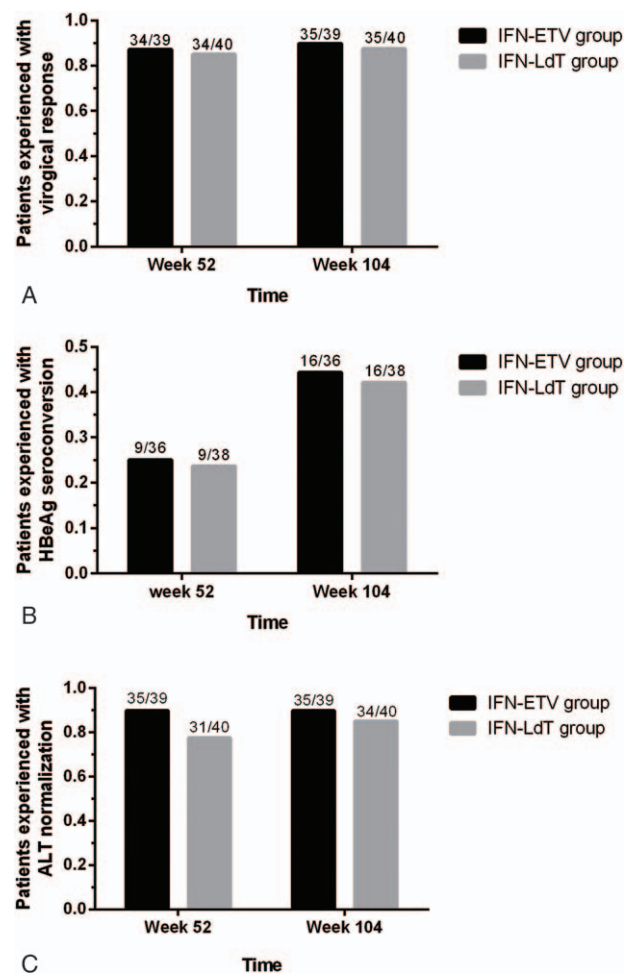 Patients experienced with
virogical response
1.0
0.8
0.6
0.4
0.2
0.0
34/39 34/40 35/39 35/40
IFN-ETV group
IFN-LdT group
Week 52 Week 104
A Time
Patients experienced with
HBeAg seroconversion
0.5
0.4
0.3
0.2
0.1
0.0
9/36 9/38 16/36 16/38
IFN-ETV group
IFN-LdT group
week 52 Week 104
B Time
Patients experienced with
ALT normalization
1.0
0.8
0.6
0.4
0.2
0.0
35/39 31/40 35/39 34/40
IFN-ETV group
IFN-LdT group
Week 52 Week 104
C Time